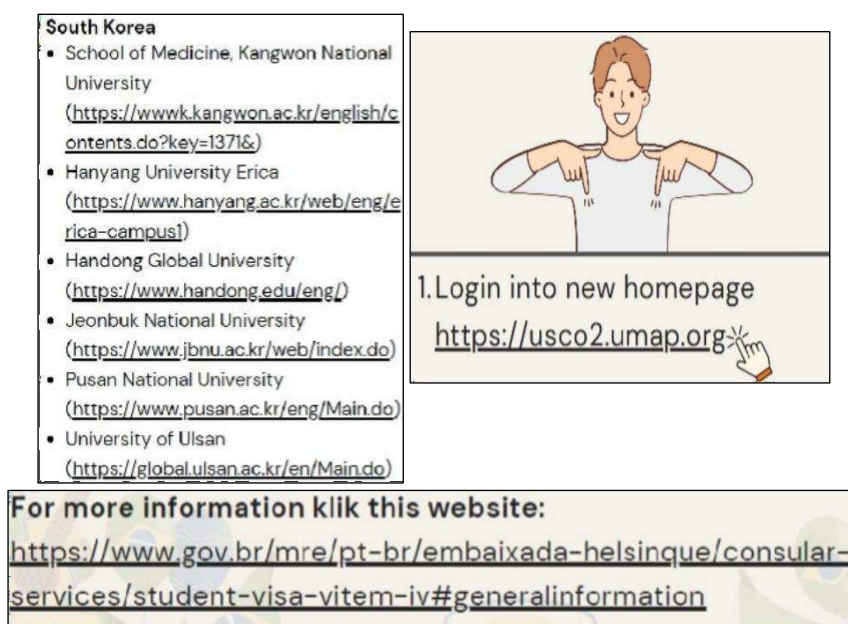 South Korea
• School of Medicine, Kangwon National
University
(https://wwwk.kangwon.ac.kr/english/c
ontents.do?key=1371&)
• Hanyang University Erica
(https://www.hanyang.ac.kr/web/eng/e
rica-campus1)
• Handong Global University
(https://www.handong.edu/eng/)
• Jeonbuk National University
(https://www.jbnu.ac.kr/web/index.do)
• Pusan National University
(https://www.pusan.ac.kr/eng/Main.do)
• University of Ulsan
(https://global.ulsan.ac.kr/en/Main.do)
1. Login into new homepage
https://usco2.umap.org
For more information klik this website:
https://www.gov.br/mre/pt-br/embaixada-helsinque/consular-
services/student-visa-vitem-iv#generalinformation